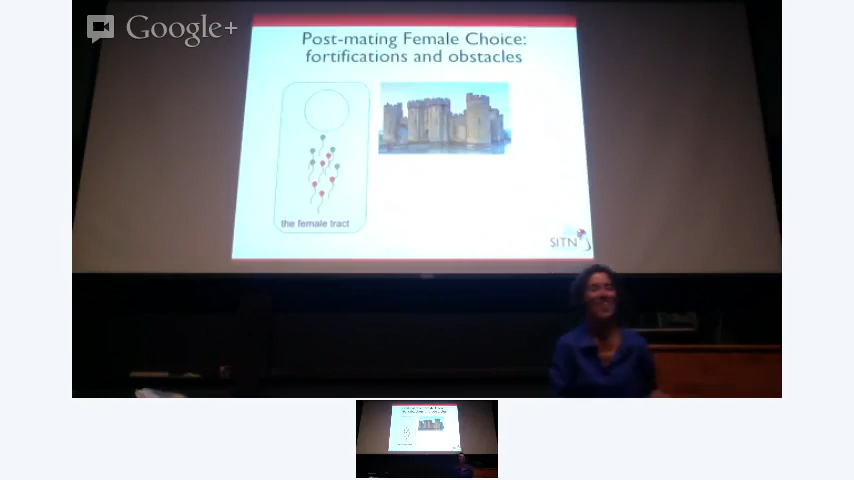 Google+
Post-mating Female Choice:
fortifications and obstacles
the female tract
SITN